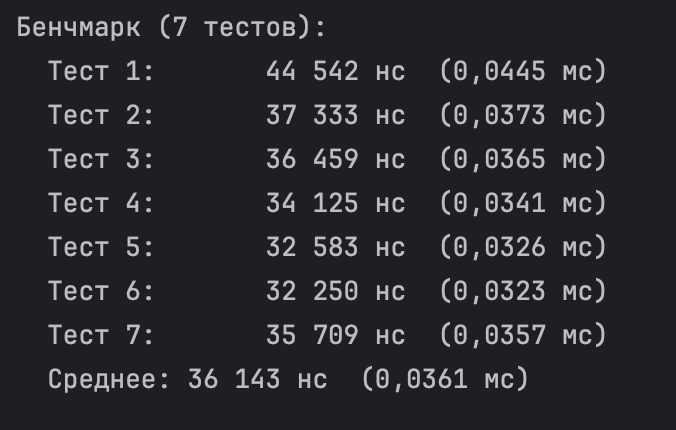 Бенчмарк (7 тестов):
Тест 1: 44 542 нс (0,0445 мс)
Тест 2: 37 333 нс (0,0373 мс)
Тест 3: 36 459 нс (0,0365 мс)
Тест 4: 34 125 нс (0,0341 мс)
Тест 5: 32 583 нс (0,0326 мс)
Тест 6: 32 250 нс (0,0323 мс)
Тест 7: 35 709 нс (0,0357 мс)
Среднее: 36 143 нс (0,0361 мс)